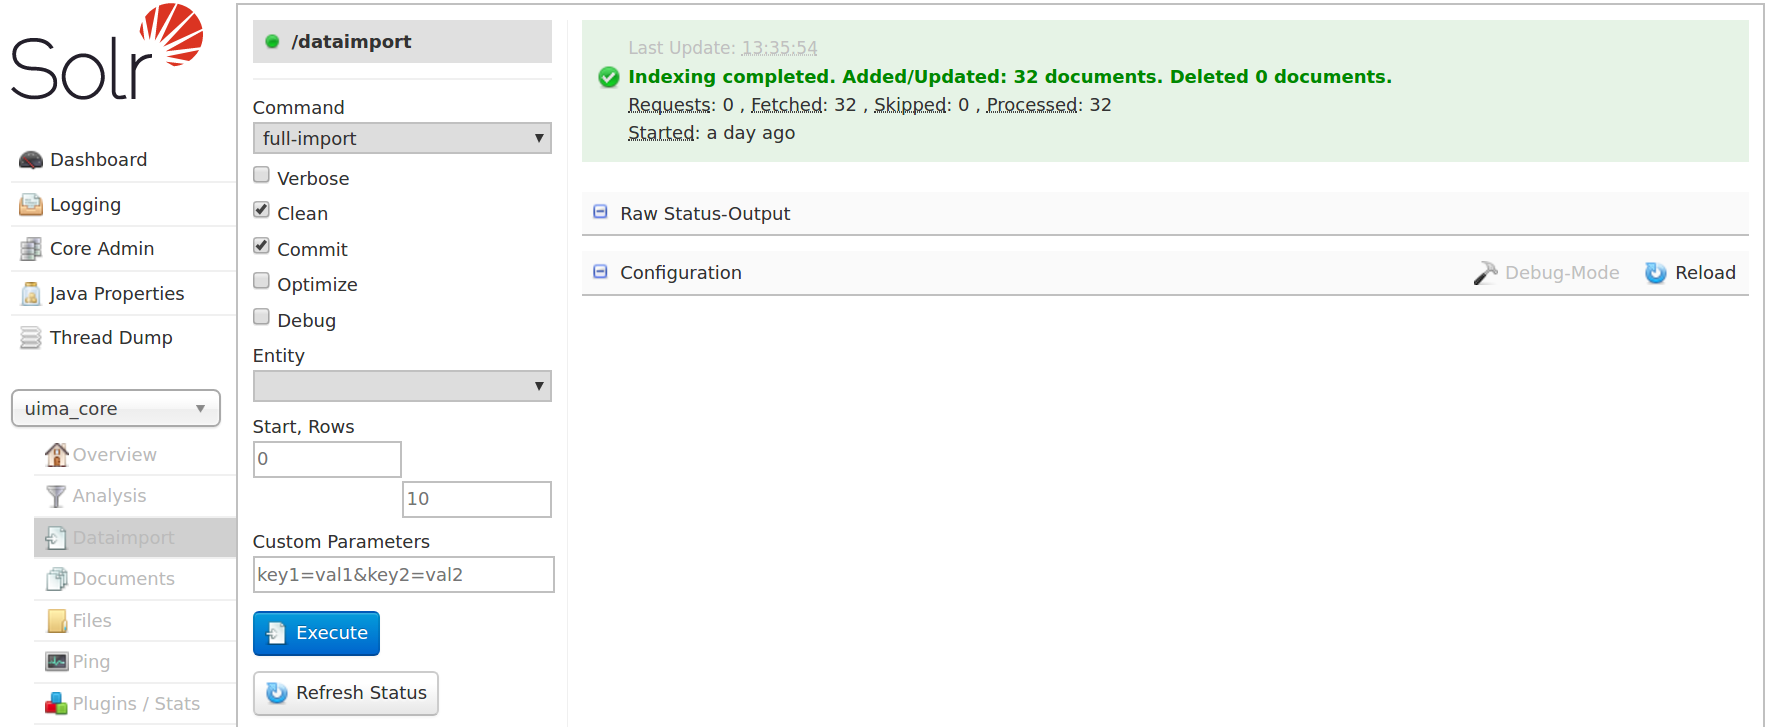 Solr
Dashboard
Logging
Core Admin
Java Properties
Thread Dump
uima_core
Overview
Analysis
Dataimport
Documents
Files
Ping
Plugins / Stats
/dataimport
Command
full-import
Verbose
Clean
Commit
Optimize
Debug
Entity
Start, Rows
0
10
Custom Parameters
key1=val1&key2=val2
Execute
Refresh Status
Last Update: 13:35:54
Indexing completed. Added/Updated: 32 documents. Deleted 0 documents.
Requests: 0 , Fetched: 32 , Skipped: 0 , Processed: 32
Started: a day ago
Raw Status-Output
Configuration Debug-Mode Reload